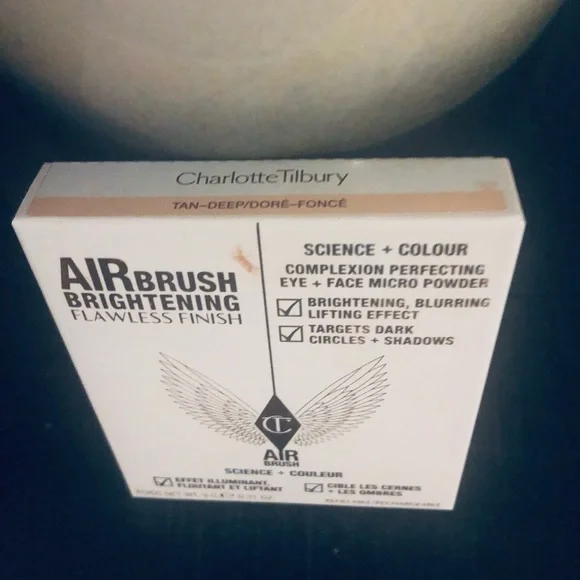 CharlotteTilbury
TAN–DEEP/DORÉ–FONCÉ
AIRBRUSH
BRIGHTENING
FLAWLESS FINISH
SCIENCE + COLOUR
COMPLEXION PERFECTING
EYE + FACE MICRO POWDER
BRIGHTENING, BLURRING
LIFTING EFFECT
TARGETS DARK
CIRCLES + SHADOWS
CT
AIR
BRUSH
SCIENCE + COULEUR
EFFET ILLUMINANT,
FLOUTANT ET LIFTANT
CIBLE LES CERNES
+ LES OMBRES
REFILLABLE/RECHARGEABLE